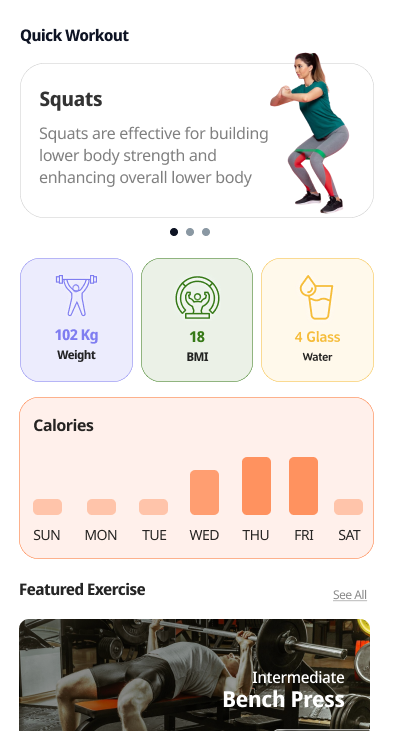 Quick Workout
Squats
Squats are effective for building
lower body strength and
enhancing overall lower body
102 Kg
Weight
18
BMI
4 Glass
Water
Calories
SUN MON TUE WED THU FRI SAT
Featured Exercise
See All
Intermediate
Bench Press